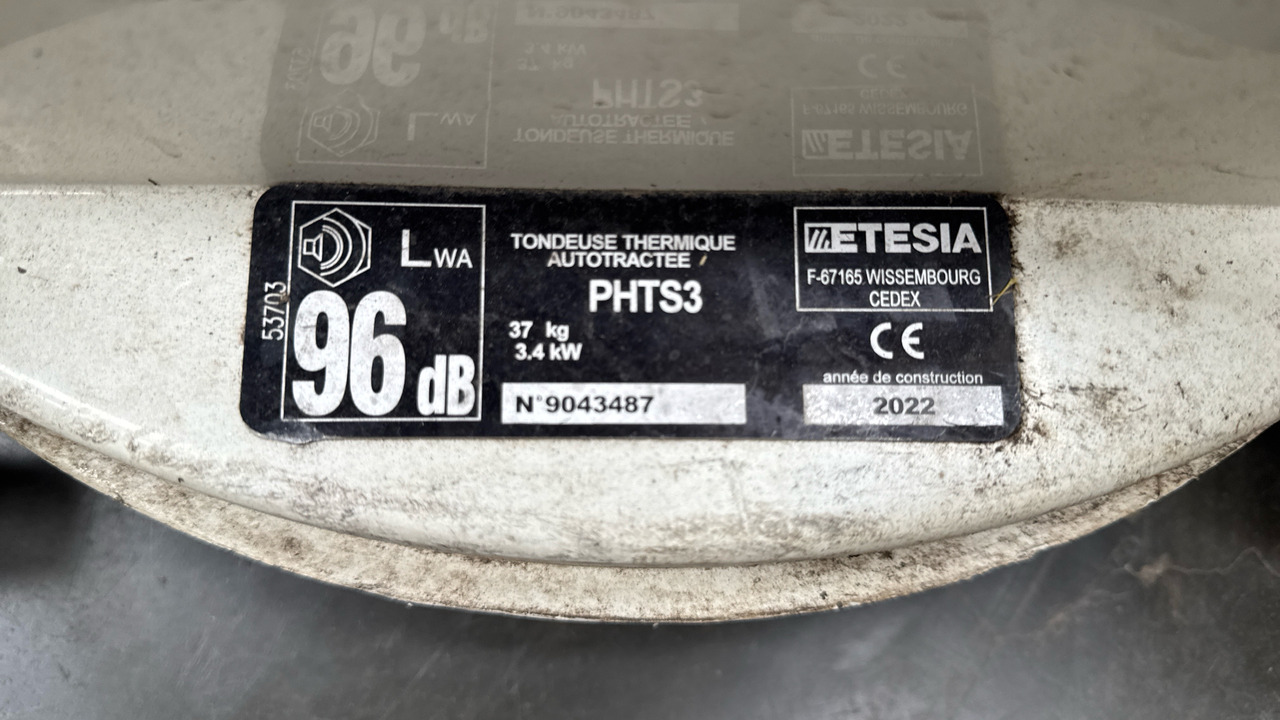 53703
LWA
96 dB
TONDEUSE THERMIQUE
AUTOTRACTEE
PHTS3
37 kg
3.4 kW
N°9043487
ETESIA
F-67165 WISSEMBOURG
CEDEX
CE
année de construction
2022